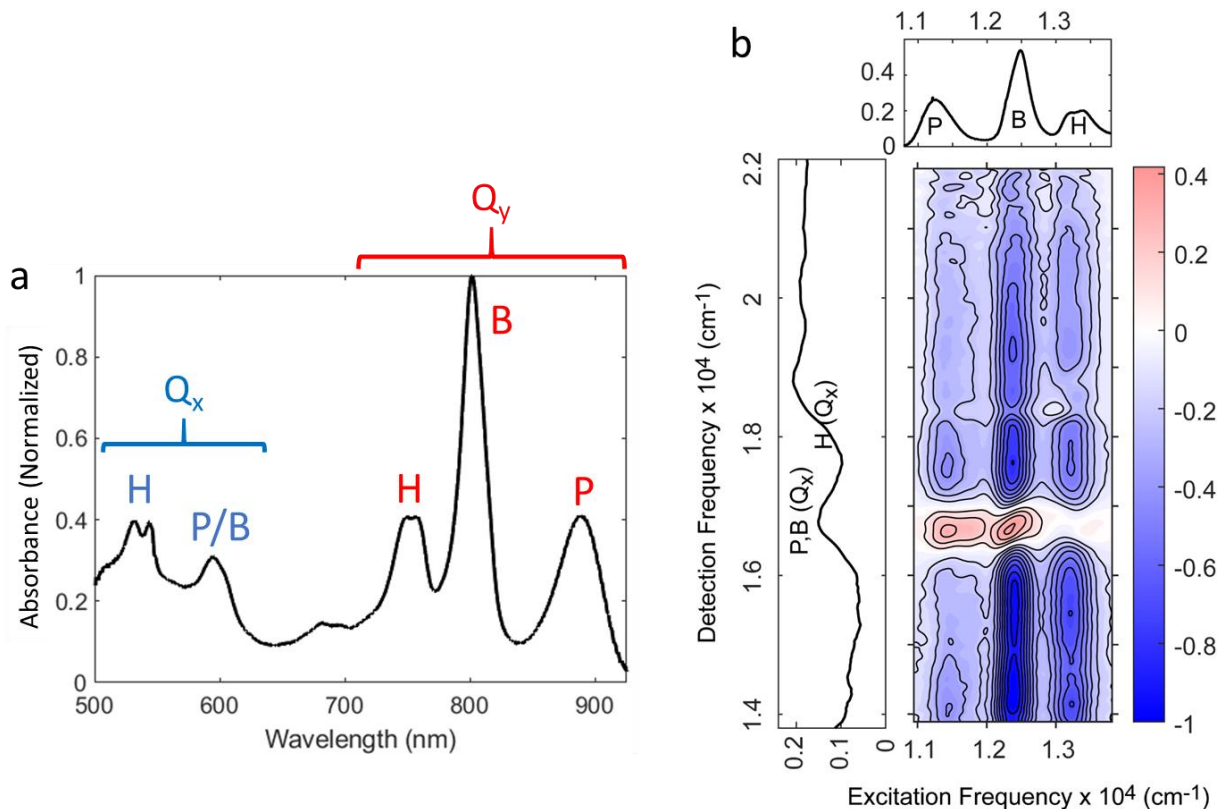 a
Absorbance (Normalized)
1
0.8
0.6
0.4
0.2
0
500 600 700 800 900
Wavelength (nm)
Qx
Qy
H
P/B
H
B
P
b
1.1 1.2 1.3
0.4
0.2
0
P B H
Detection Frequency x 10⁴ (cm⁻¹)
2.2
2
1.8
1.6
1.4
H (Qx)
P,B (Qx)
0.2 0.1 0
1.1 1.2 1.3
Excitation Frequency x 10⁴ (cm⁻¹)
0.4
0.2
0
-0.2
-0.4
-0.6
-0.8
-1